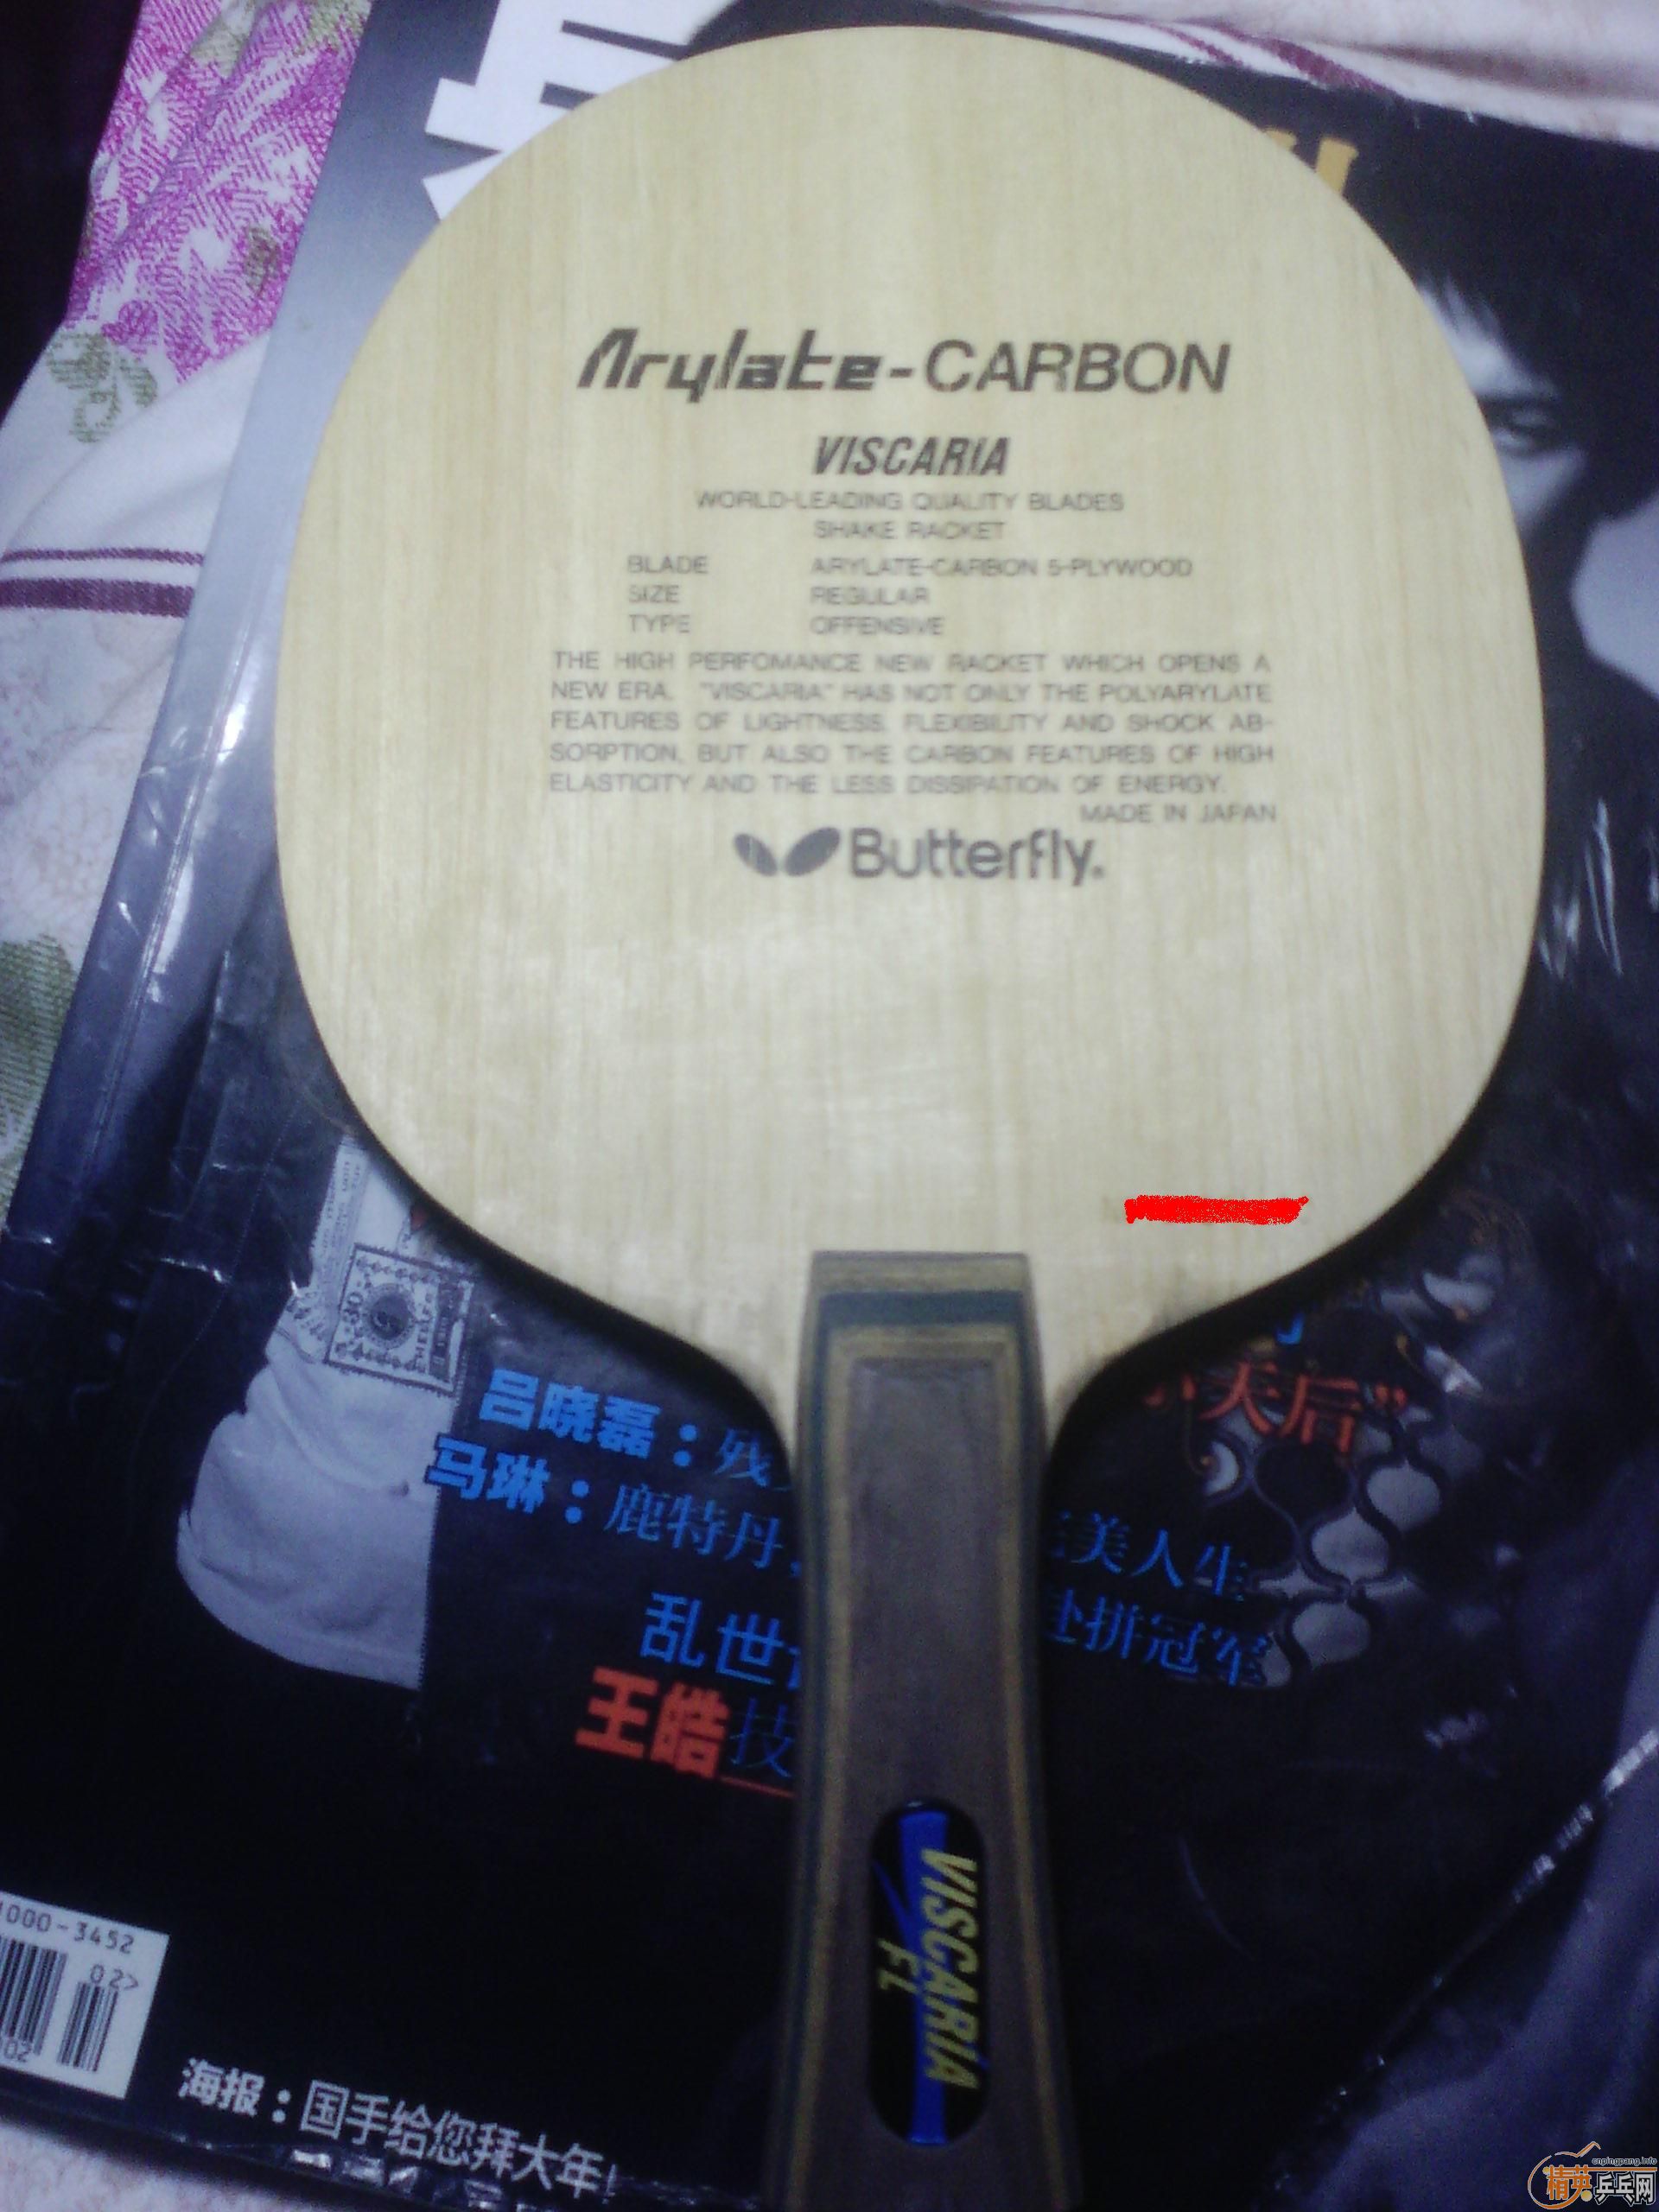 Arylate-CARBON
VISCARIA
WORLD-LEADING QUALITY BLADES
SHAKE RACKET
BLADE ARYLATE-CARBON 5-PLYWOOD
SIZE REGULAR
TYPE OFFENSIVE
THE HIGH PERFOMANCE NEW RACKET WHICH OPENS A
NEW ERA. "VISCARIA" HAS NOT ONLY THE POLYARYLATE
FEATURES OF LIGHTNESS, FLEXIBILITY AND SHOCK AB-
SORPTION, BUT ALSO THE CARBON FEATURES OF HIGH
ELASTICITY AND THE LESS DISSIPATION OF ENERGY.
MADE IN JAPAN
Butterfly.
30
天后”
吕晓磊：残
马琳：鹿特丹，
美人生
乱世
拼冠军
王皓技
VISCARIA
FL
1000-3452
02>
02
海报：国手给您拜大年！
cnpingpang.info
精英乒乓网